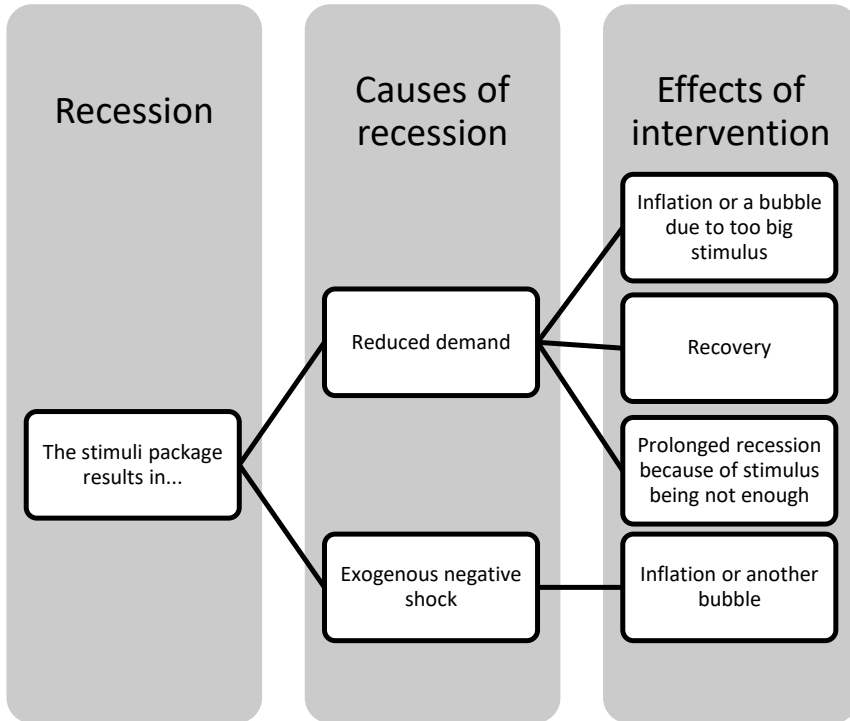 Recession
Causes of
recession
Effects of
intervention
The stimuli package
results in...
Reduced demand
Exogenous negative
shock
Inflation or a bubble
due to too big
stimulus
Recovery
Prolonged recession
because of stimulus
being not enough
Inflation or another
bubble